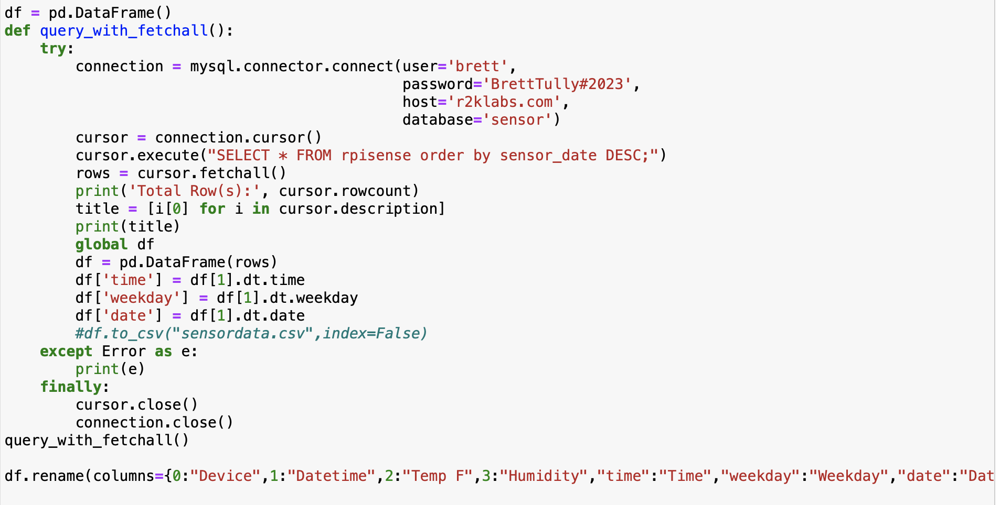 df = pd.DataFrame()
def query_with_fetchall():
    try:
        connection = mysql.connector.connect(user='brett',
                                             password='BrettTully#2023',
                                             host='r2klabs.com',
                                             database='sensor')
        cursor = connection.cursor()
        cursor.execute("SELECT * FROM rpisense order by sensor_date DESC;")
        rows = cursor.fetchall()
        print('Total Row(s):', cursor.rowcount)
        title = [i[0] for i in cursor.description]
        print(title)
        global df
        df = pd.DataFrame(rows)
        df['time'] = df[1].dt.time
        df['weekday'] = df[1].dt.weekday
        df['date'] = df[1].dt.date
        #df.to_csv("sensordata.csv",index=False)
    except Error as e:
        print(e)
    finally:
        cursor.close()
        connection.close()
query_with_fetchall()
df.rename(columns={0:"Device",1:"Datetime",2:"Temp F",3:"Humidity","time":"Time","weekday":"Weekday","date":"Dat